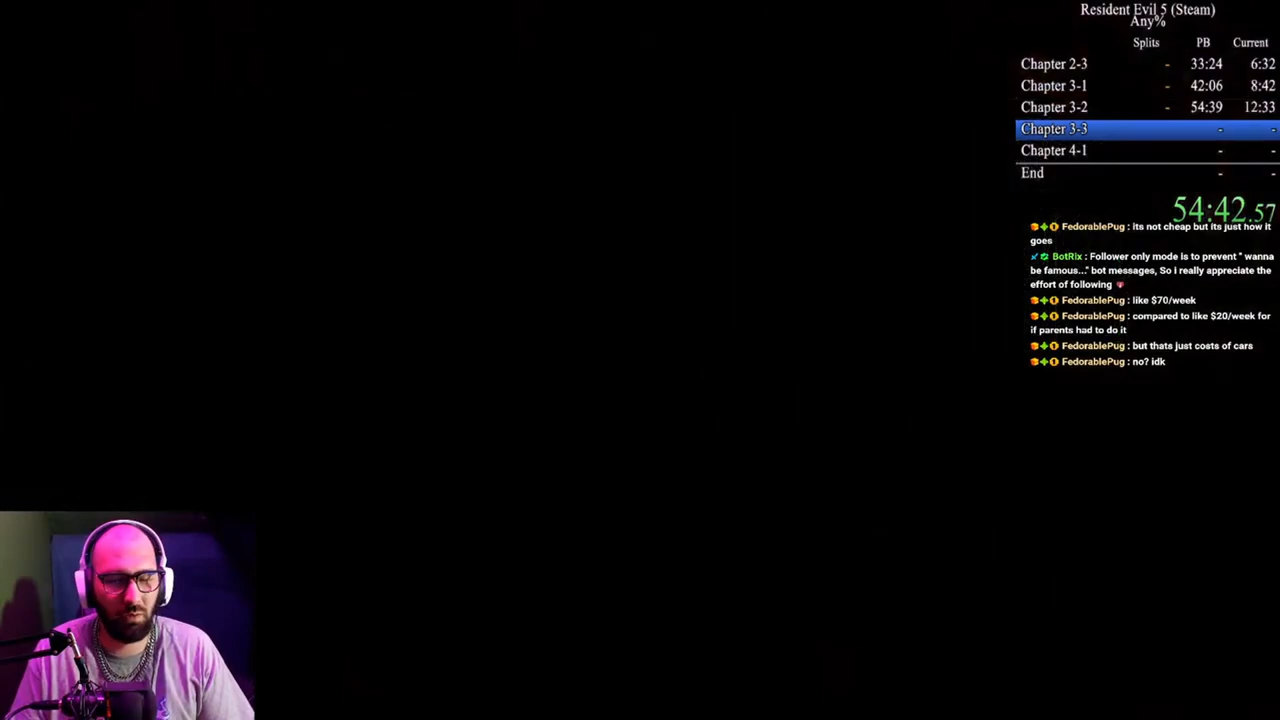 Resident Evil 5 (Steam)
Any%
Splits PB Current
Chapter 2-3 - 33:24 6:32
Chapter 3-1 - 42:06 8:42
Chapter 3-2 - 54:39 12:33
Chapter 3-3 - -
Chapter 4-1 - -
End - -
54:42.57
FedorablePug : its not cheap but its just how it
goes
BotRix : Follower only mode is to prevent " wanna
be famous..." bot messages, So i really appreciate the
effort of following
FedorablePug : like $70/week
FedorablePug : compared to like $20/week for
if parents had to do it
FedorablePug : but thats just costs of cars
FedorablePug : no? idk